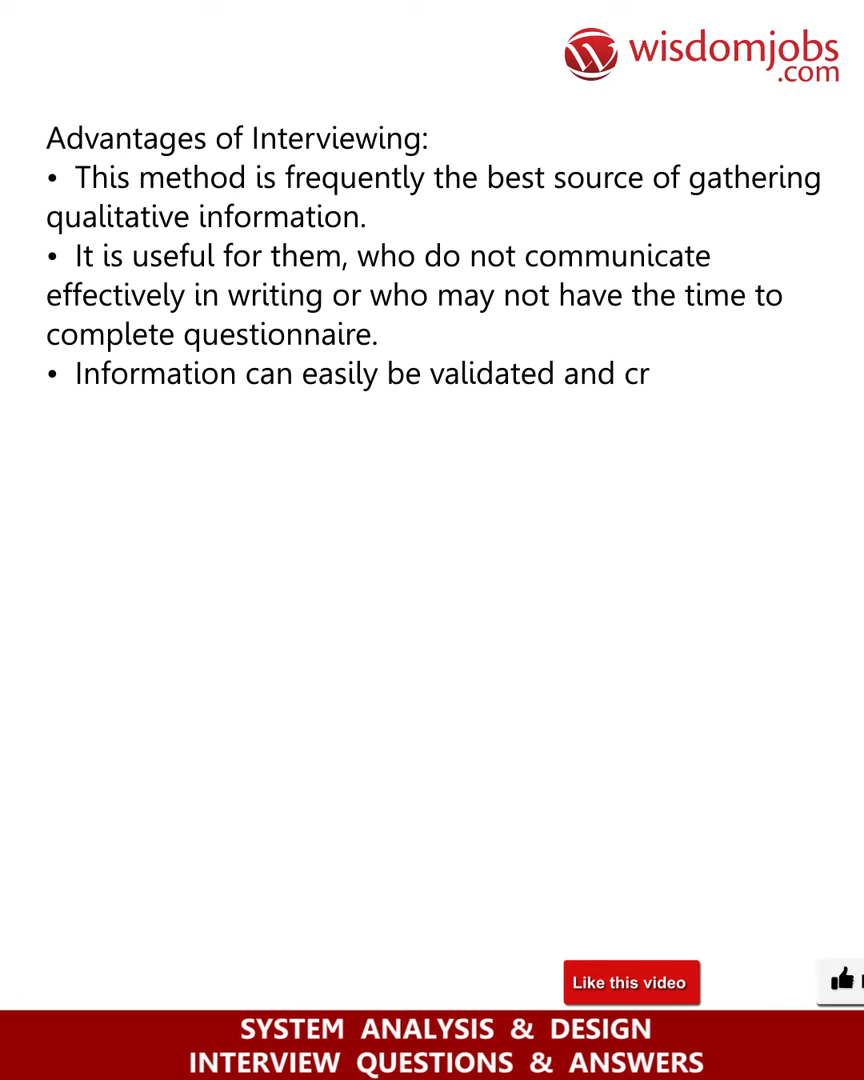 wisdomjobs
.com
Advantages of Interviewing:
• This method is frequently the best source of gathering
qualitative information.
• It is useful for them, who do not communicate
effectively in writing or who may not have the time to
complete questionnaire.
• Information can easily be validated and cr
Like this video
SYSTEM ANALYSIS & DESIGN
INTERVIEW QUESTIONS & ANSWERS